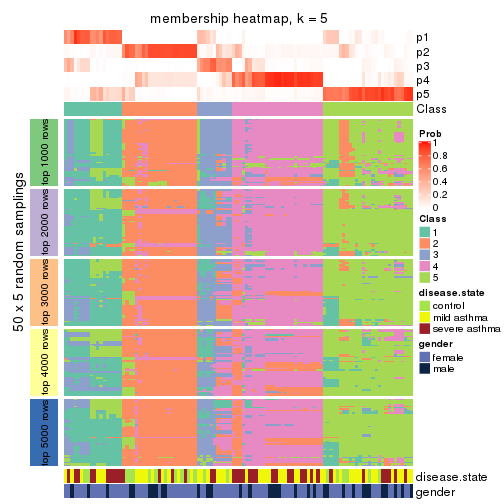 membership heatmap, k = 5
p1
p2
p3
p4
p5
Class
50 x 5 random samplings
top 1000 rows
top 2000 rows
top 3000 rows
top 4000 rows
top 5000 rows
Prob
1
0.8
0.6
0.4
0.2
0
Class
1
2
3
4
5
disease.state
control
mild asthma
severe asthma
gender
female
male
disease.state
gender